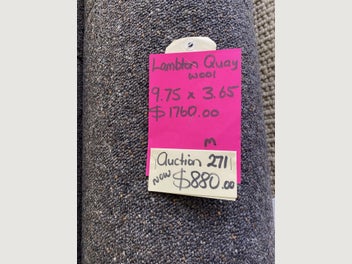 Lambton Quay
wool
9.75 x 3.65
$1760.00
m
Auction 271
NOW $880.00